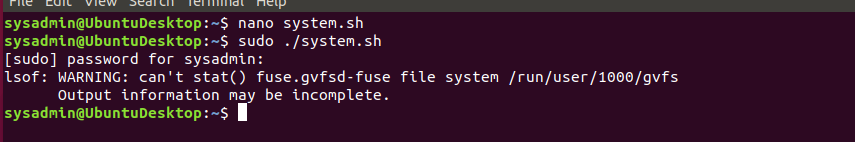 File Edit View Search Terminal Help
sysadmin@UbuntuDesktop:~$ nano system.sh
sysadmin@UbuntuDesktop:~$ sudo ./system.sh
[sudo] password for sysadmin:
lsof: WARNING: can't stat() fuse.gvfsd-fuse file system /run/user/1000/gvfs
      Output information may be incomplete.
sysadmin@UbuntuDesktop:~$